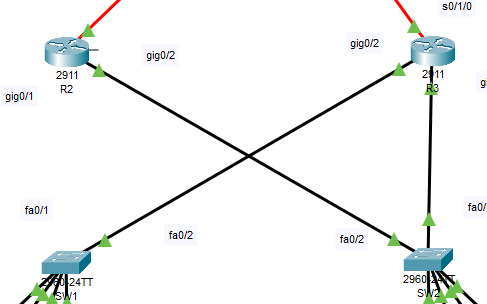 s0/1/0
gig0/2
gig0/2
2911
R2
2911
R3
gig0/1
fa0/1
fa0/2
fa0/2
fa0/
2960-24TT
SW1
2960-24TT
SW2